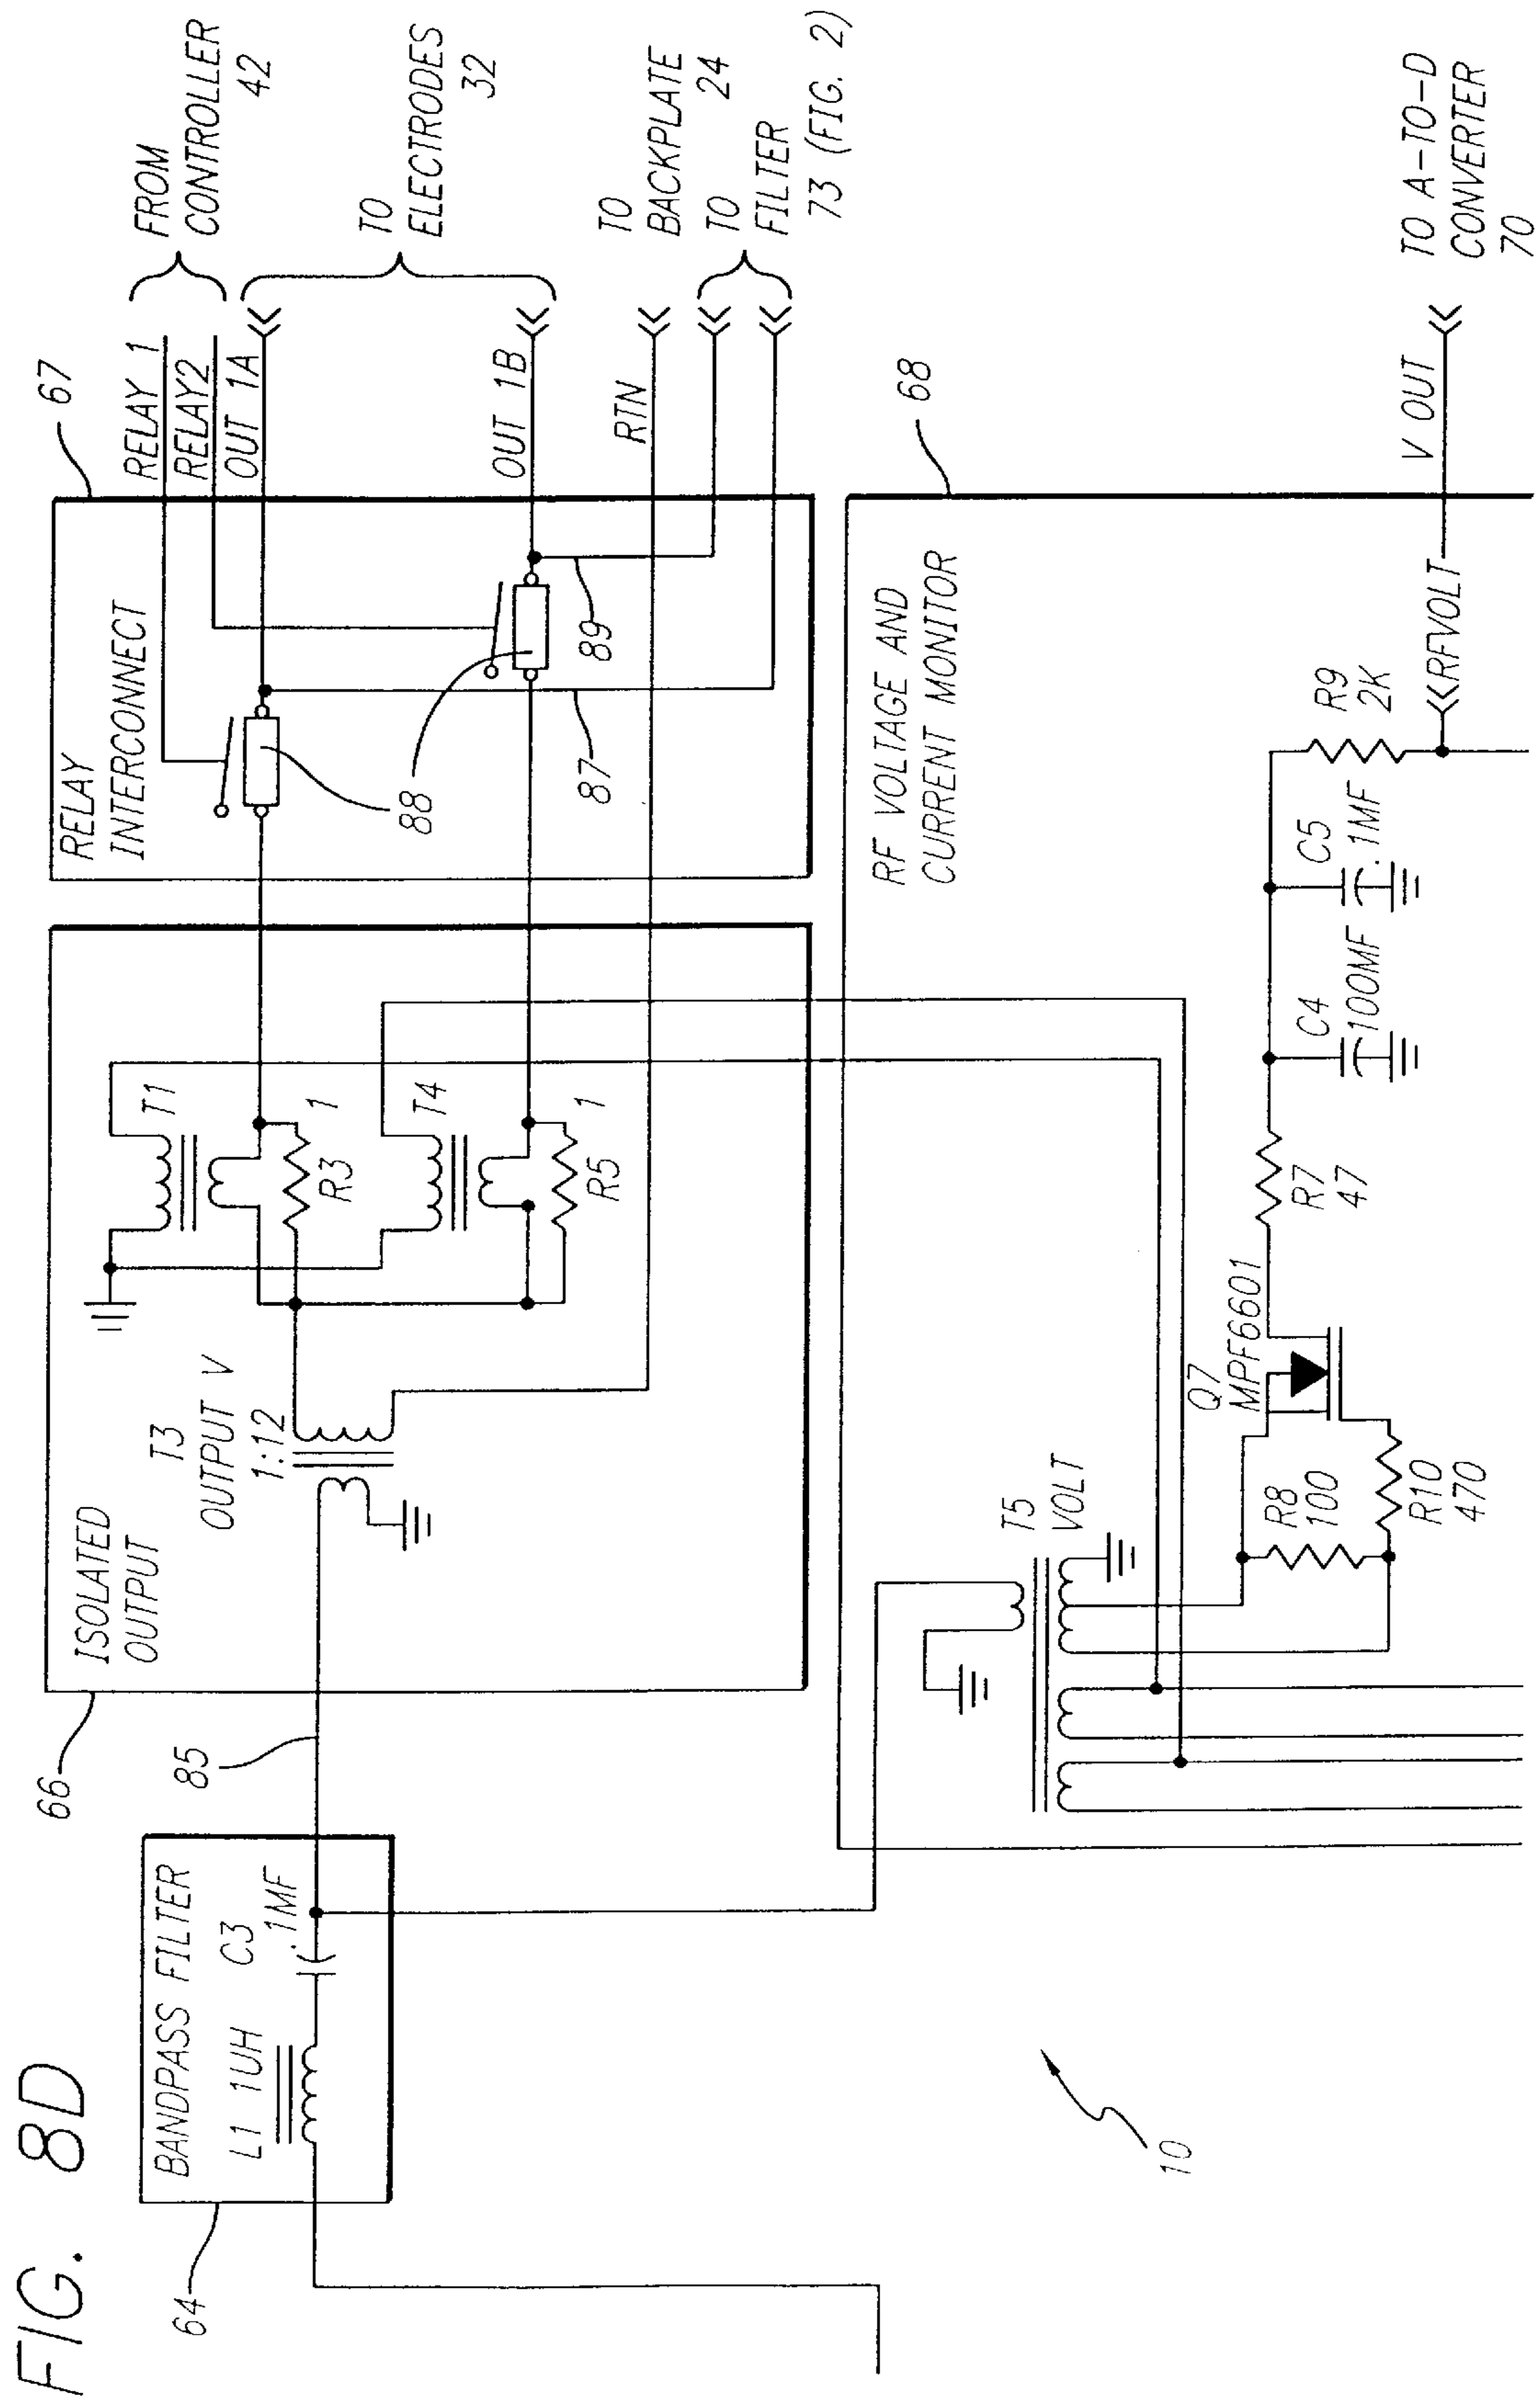 FIG. 8D
64
BANDPASS FILTER
L1 1UH
C3
.1MF
85
66
ISOLATED
OUTPUT
T3
OUTPUT V
1:12
T1
1
R3
T4
1
R5
67
RELAY
INTERCONNECT
88
87
89
RELAY 1
RELAY2
OUT 1A
OUT 1B
RTN
FROM
CONTROLLER
42
TO
ELECTRODES
32
TO
BACKPLATE
24
TO
FILTER
73 (FIG. 2)
68
RF VOLTAGE AND
CURRENT MONITOR
T5
VOLT
R8
100
R10
470
Q7
MPF6601
R7
47
C4
100MF
C5
.1MF
R9
2K
RFVOLT
V OUT
TO A-TO-D
CONVERTER
70
10